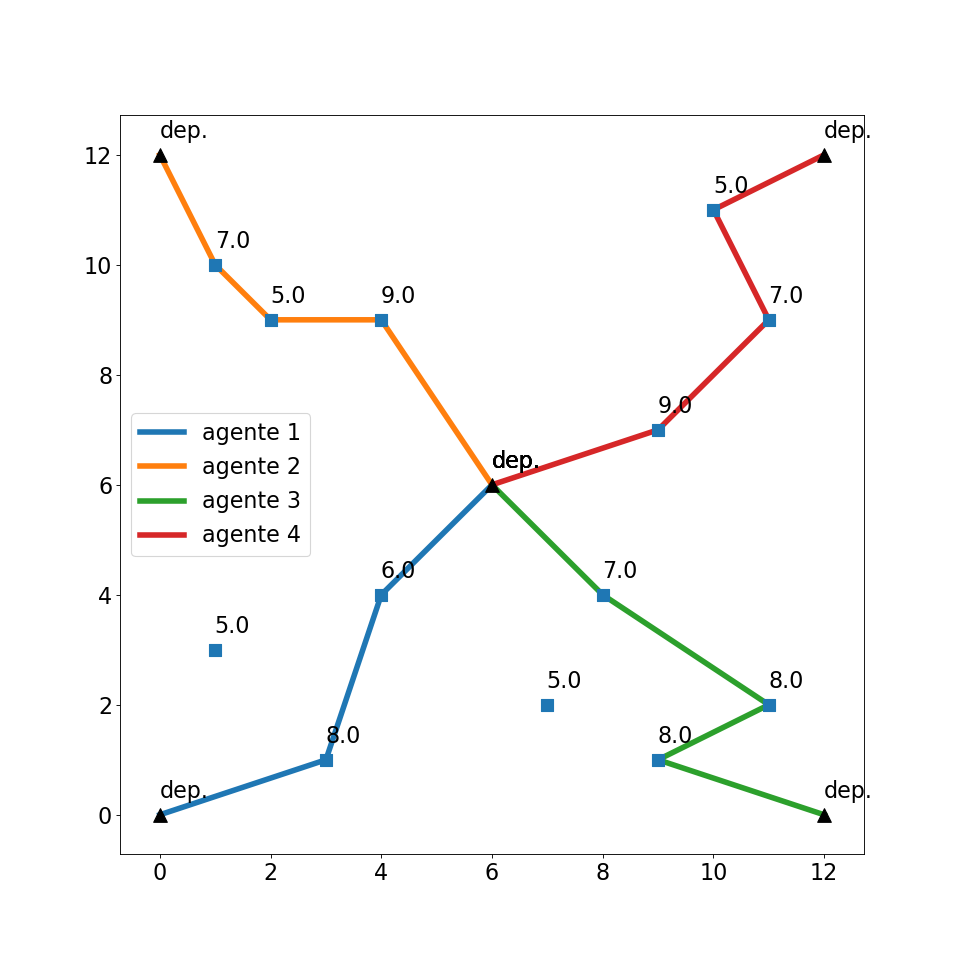 dep. dep.
12
5.0
7.0
10
5.0 9.0 7.0
8
9.0
agente 1
agente 2
agente 3
agente 4
dep.
6
6.0 7.0
4
5.0
5.0 8.0
2
8.0 8.0
dep. dep.
0
0 2 4 6 8 10 12